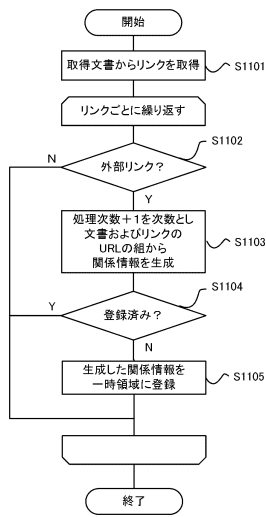 開始
取得文書からリンクを取得
S1101
リンクごとに繰り返す
S1102
N
外部リンク？
Y
処理次数＋1を次数とし
文書およびリンクの
URLの組から
関係情報を生成
S1103
S1104
Y
登録済み？
N
生成した関係情報を
一時領域に登録
S1105
終了